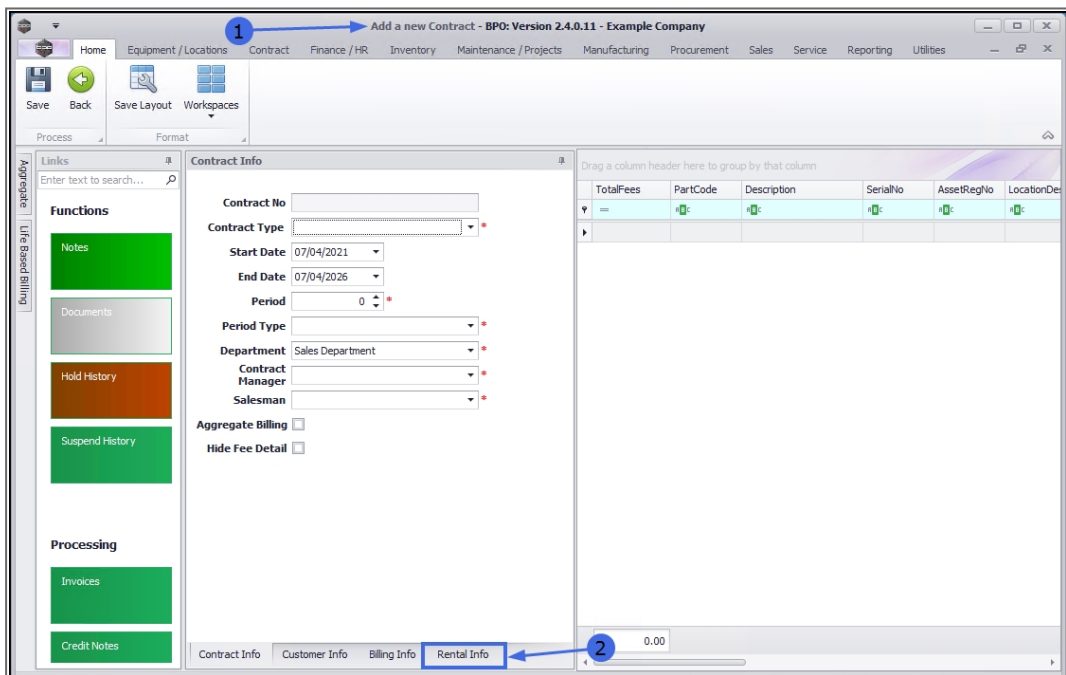 1
Add a new Contract - BPO: Version 2.4.0.11 - Example Company
Home Equipment / Locations Contract Finance / HR Inventory Maintenance / Projects Manufacturing Procurement Sales Service Reporting Utilities
Save Back Save Layout Workspaces
Process Format
Aggregate
Life Based Billing
Links
Enter text to search...
Functions
Notes
Documents
Hold History
Suspend History
Processing
Invoices
Credit Notes
Contract Info
Contract No
Contract Type *
Start Date 07/04/2021
End Date 07/04/2026
Period 0 *
Period Type *
Department Sales Department *
Contract
Manager *
Salesman *
Aggregate Billing
Hide Fee Detail
Contract Info Customer Info Billing Info Rental Info
2
Drag a column header here to group by that column
TotalFees PartCode Description SerialNo AssetRegNo LocationDes
=
0.00